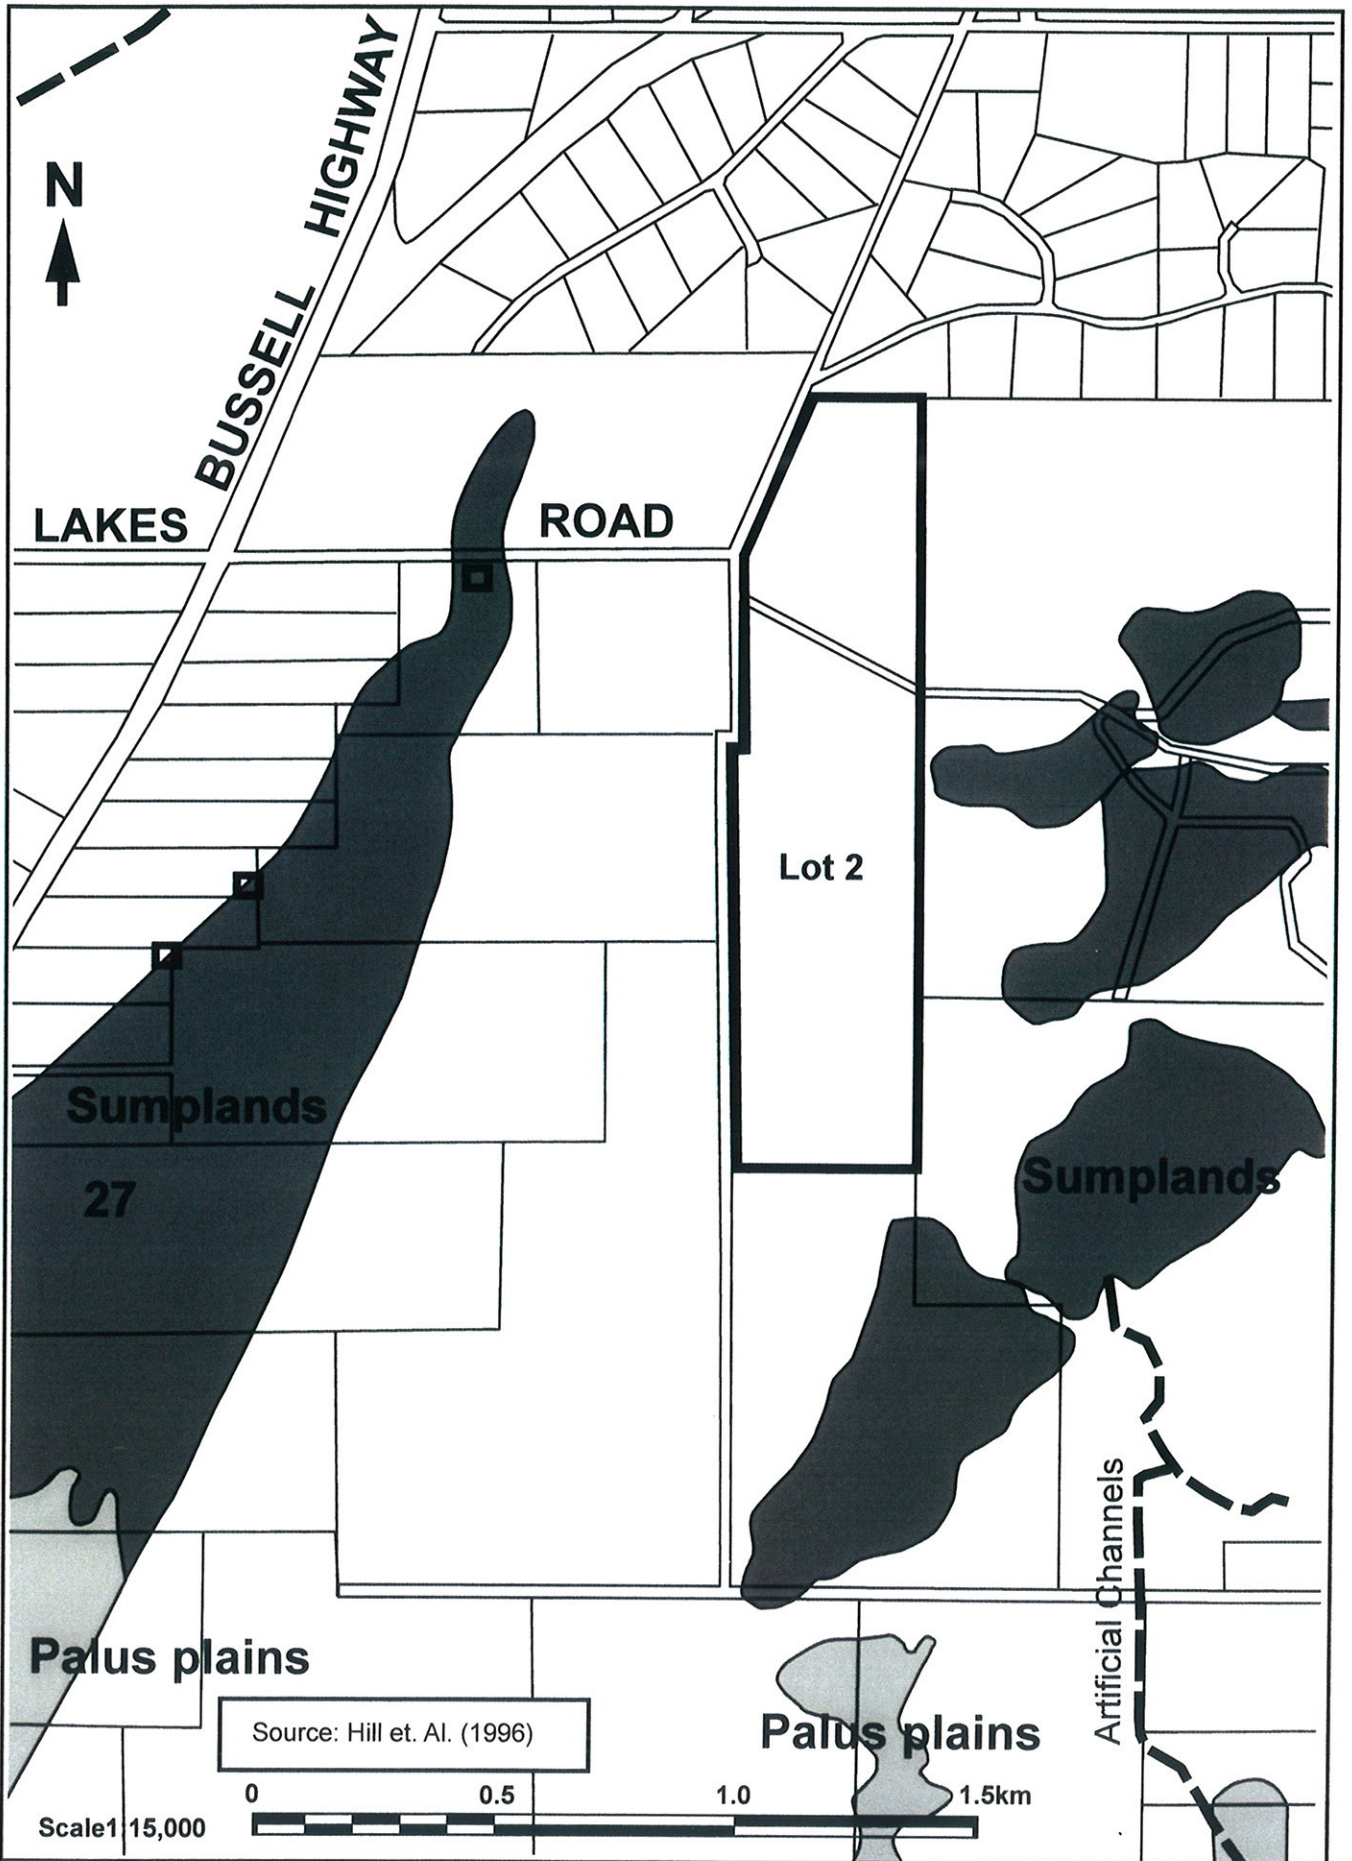 BUSSELL HIGHWAY
N
LAKES ROAD
Lot 2
Sumplands
27
Sumplands
Artificial Channels
Palus plains
Palus plains
Source: Hill et. Al. (1996)
0 0.5 1.0 1.5km
Scale1:15,000